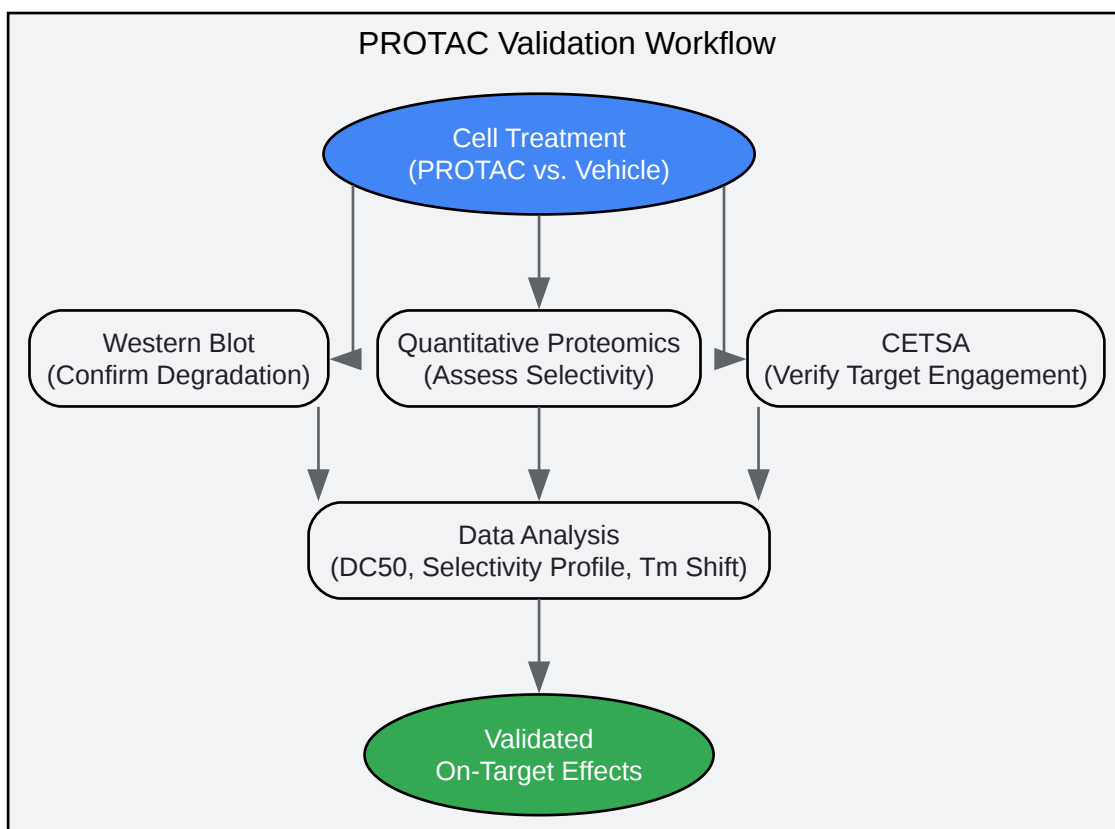 PROTAC Validation Workflow
Cell Treatment
(PROTAC vs. Vehicle)
Western Blot
(Confirm Degradation)
Quantitative Proteomics
(Assess Selectivity)
CETSA
(Verify Target Engagement)
Data Analysis
(DC50, Selectivity Profile, Tm Shift)
Validated
On-Target Effects